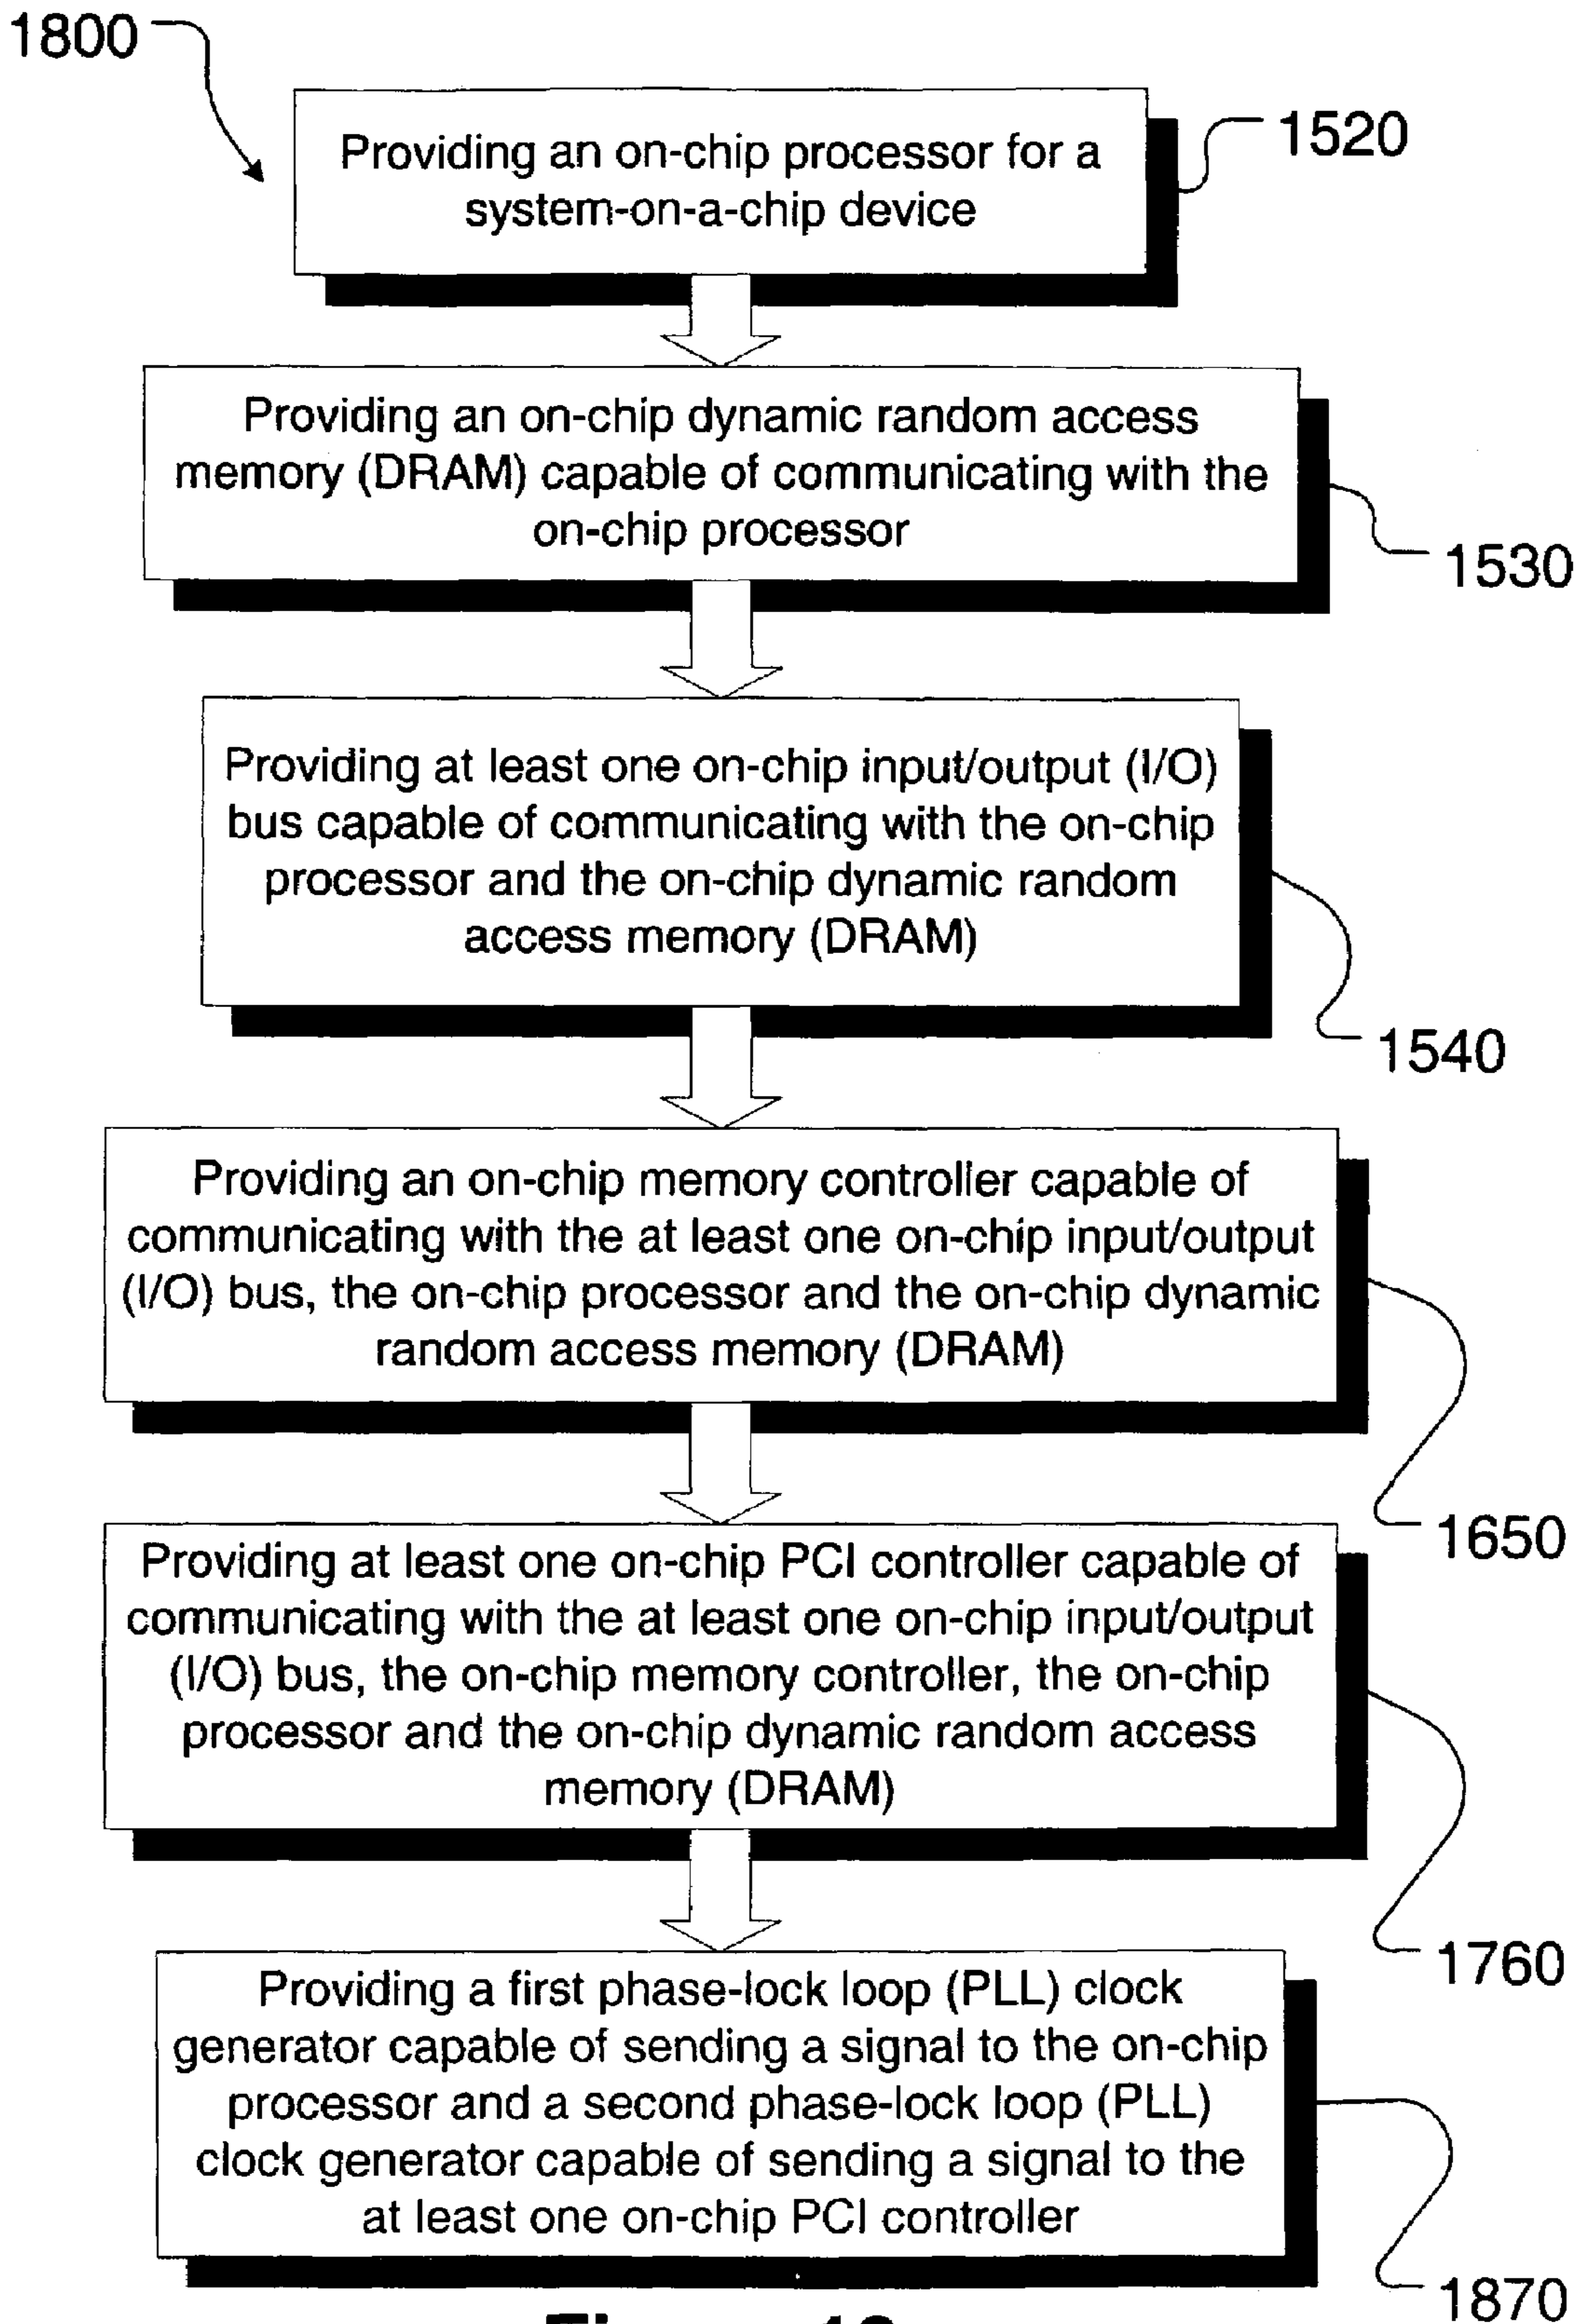 1800
Providing an on-chip processor for a
system-on-a-chip device
1520
Providing an on-chip dynamic random access
memory (DRAM) capable of communicating with the
on-chip processor
1530
Providing at least one on-chip input/output (I/O)
bus capable of communicating with the on-chip
processor and the on-chip dynamic random
access memory (DRAM)
1540
Providing an on-chip memory controller capable of
communicating with the at least one on-chip input/output
(I/O) bus, the on-chip processor and the on-chip dynamic
random access memory (DRAM)
1650
Providing at least one on-chip PCI controller capable of
communicating with the at least one on-chip input/output
(I/O) bus, the on-chip memory controller, the on-chip
processor and the on-chip dynamic random access
memory (DRAM)
1760
Providing a first phase-lock loop (PLL) clock
generator capable of sending a signal to the on-chip
processor and a second phase-lock loop (PLL)
clock generator capable of sending a signal to the
at least one on-chip PCI controller
1870